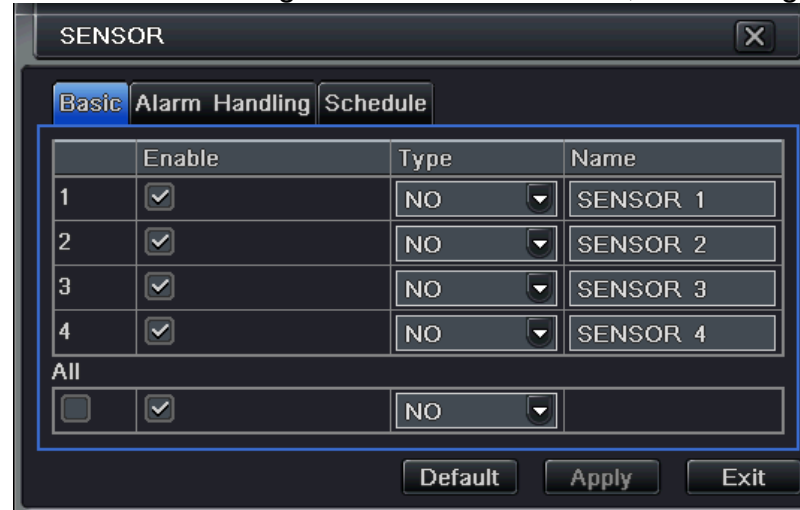 SENSOR
Basic Alarm Handling Schedule
Enable Type Name
1 NO SENSOR 1
2 NO SENSOR 2
3 NO SENSOR 3
4 NO SENSOR 4
All
NO
Default Apply Exit